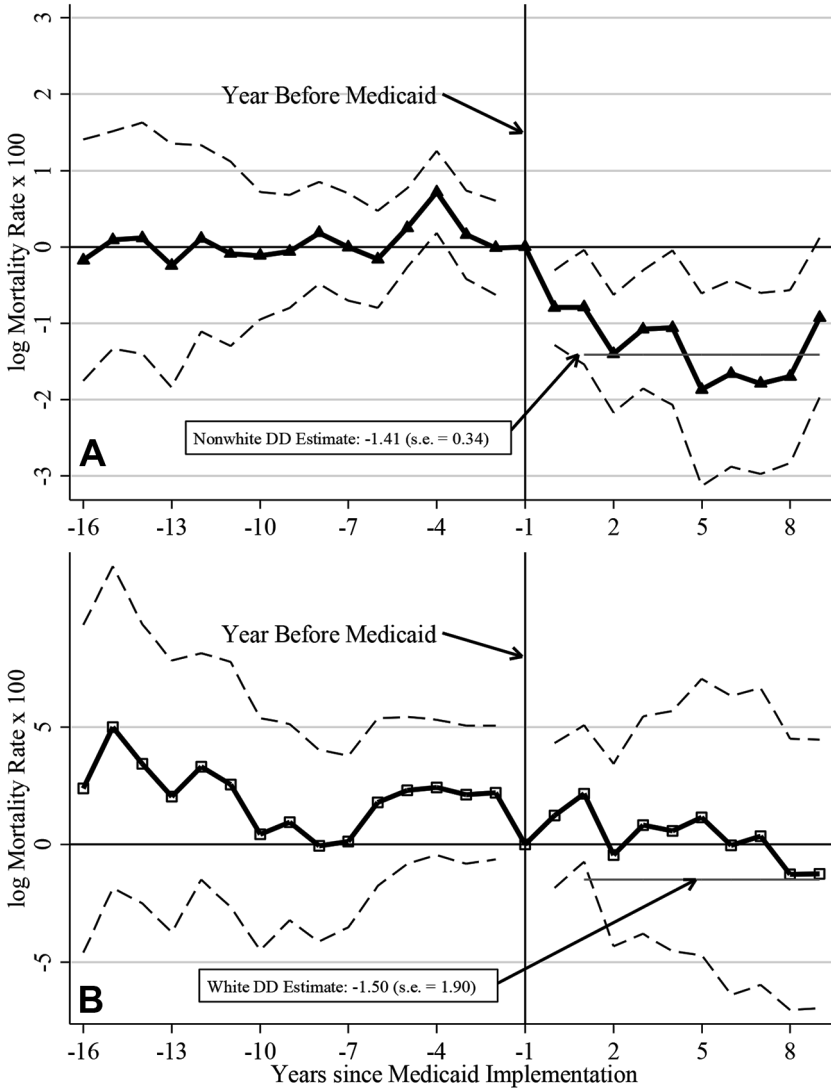 3
2
1
0
-1
-2
-3
log Mortality Rate x 100
Year Before Medicaid
Nonwhite DD Estimate: -1.41 (s.e. = 0.34)
A
-16 -13 -10 -7 -4 -1 2 5 8
5
0
-5
log Mortality Rate x 100
Year Before Medicaid
White DD Estimate: -1.50 (s.e. = 1.90)
B
-16 -13 -10 -7 -4 -1 2 5 8
Years since Medicaid Implementation